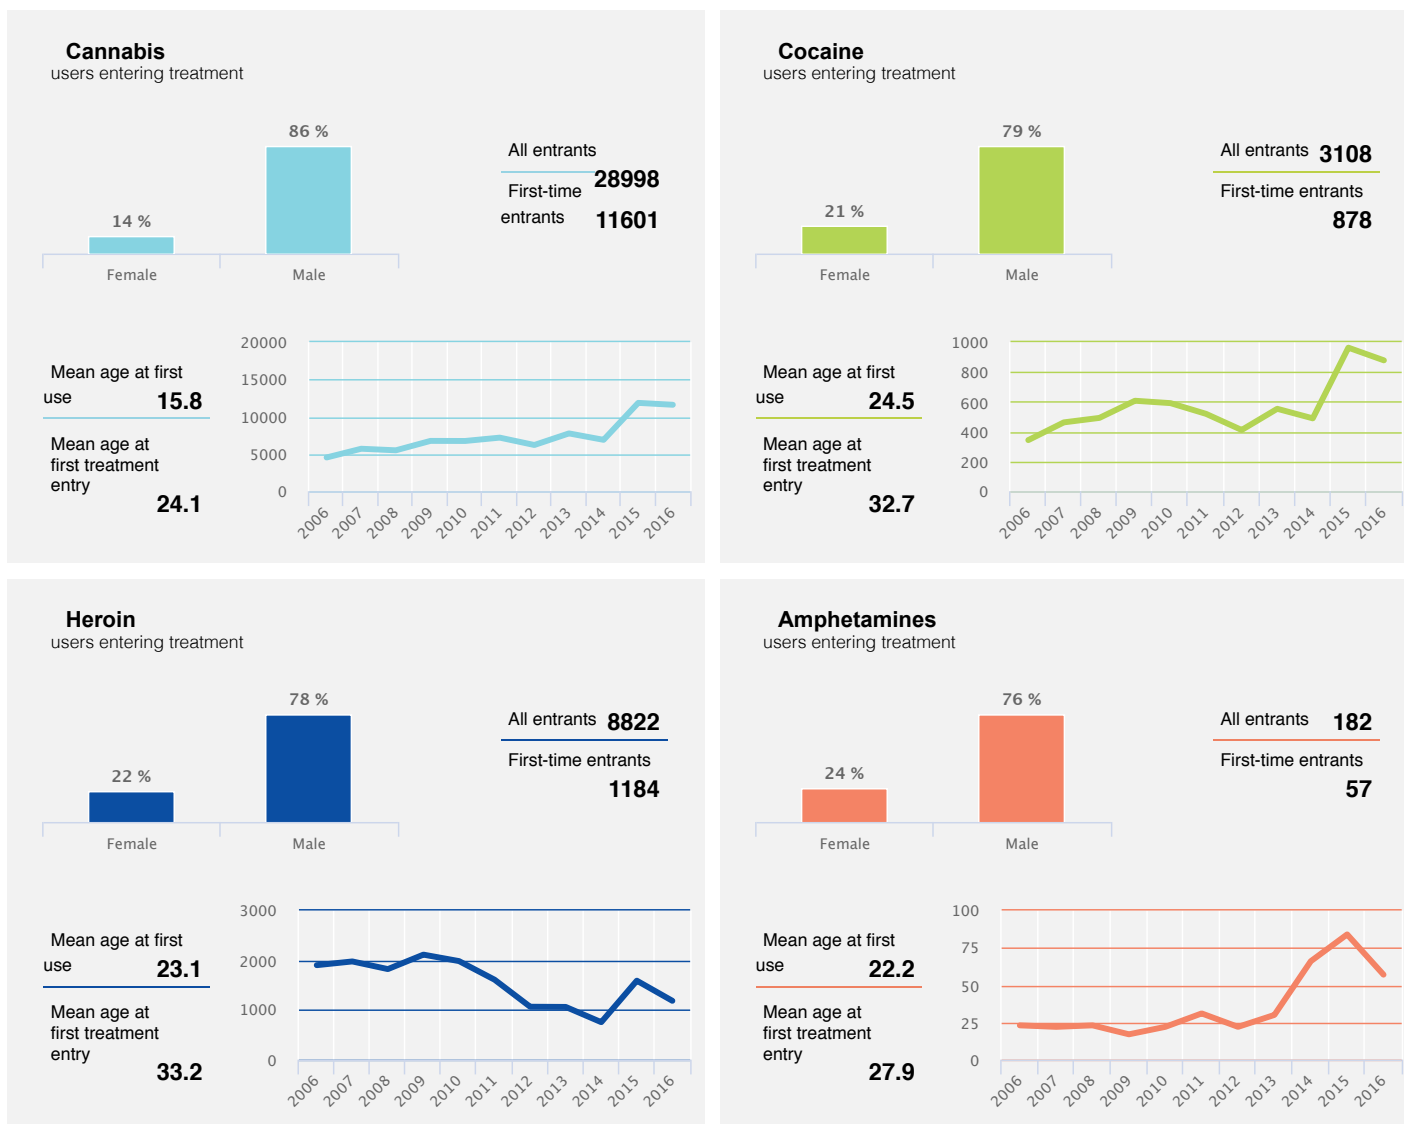 Cannabis
users entering treatment
86 %
14 %
Female
Male
All entrants
28998
First-time
entrants 11601
Mean age at first
use 15.8
Mean age at
first treatment
entry
24.1
20000
15000
10000
5000
0
2006 2007 2008 2009 2010 2011 2012 2013 2014 2015 2016
Cocaine
users entering treatment
79 %
21 %
Female
Male
All entrants 3108
First-time entrants
878
Mean age at first
use 24.5
Mean age at
first treatment
entry
32.7
1000
800
600
400
200
0
2006 2007 2008 2009 2010 2011 2012 2013 2014 2015 2016
Heroin
users entering treatment
78 %
22 %
Female
Male
All entrants 8822
First-time entrants
1184
Mean age at first
use 23.1
Mean age at
first treatment
entry
33.2
3000
2000
1000
0
2006 2007 2008 2009 2010 2011 2012 2013 2014 2015 2016
Amphetamines
users entering treatment
76 %
24 %
Female
Male
All entrants 182
First-time entrants
57
Mean age at first
use 22.2
Mean age at
first treatment
entry
27.9
100
75
50
25
0
2006 2007 2008 2009 2010 2011 2012 2013 2014 2015 2016